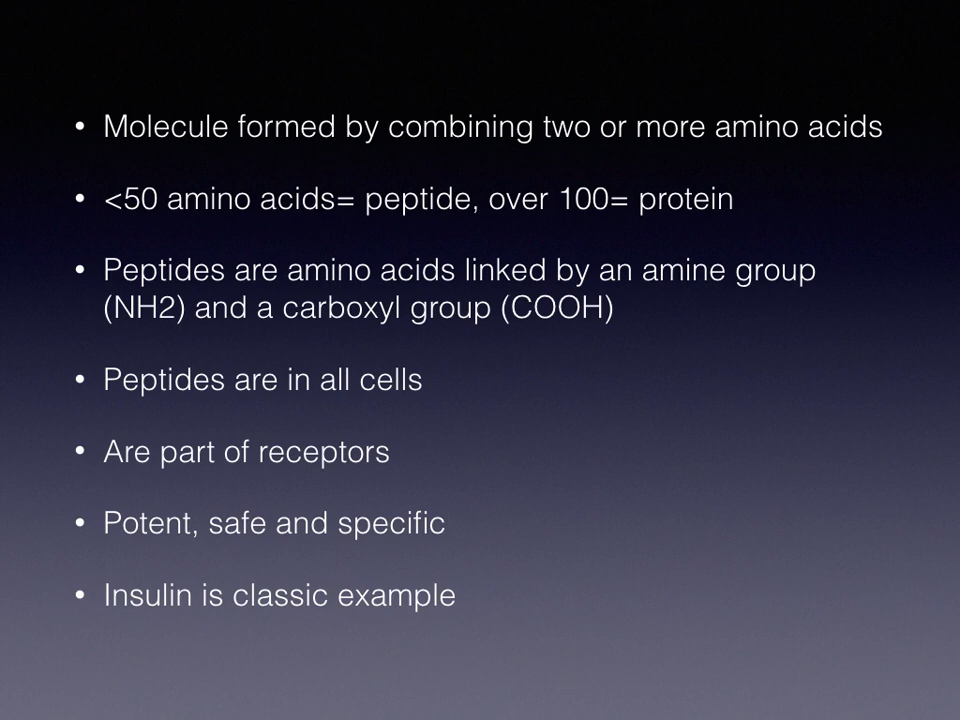 • Molecule formed by combining two or more amino acids
• <50 amino acids= peptide, over 100= protein
• Peptides are amino acids linked by an amine group
(NH2) and a carboxyl group (COOH)
• Peptides are in all cells
• Are part of receptors
• Potent, safe and specific
• Insulin is classic example